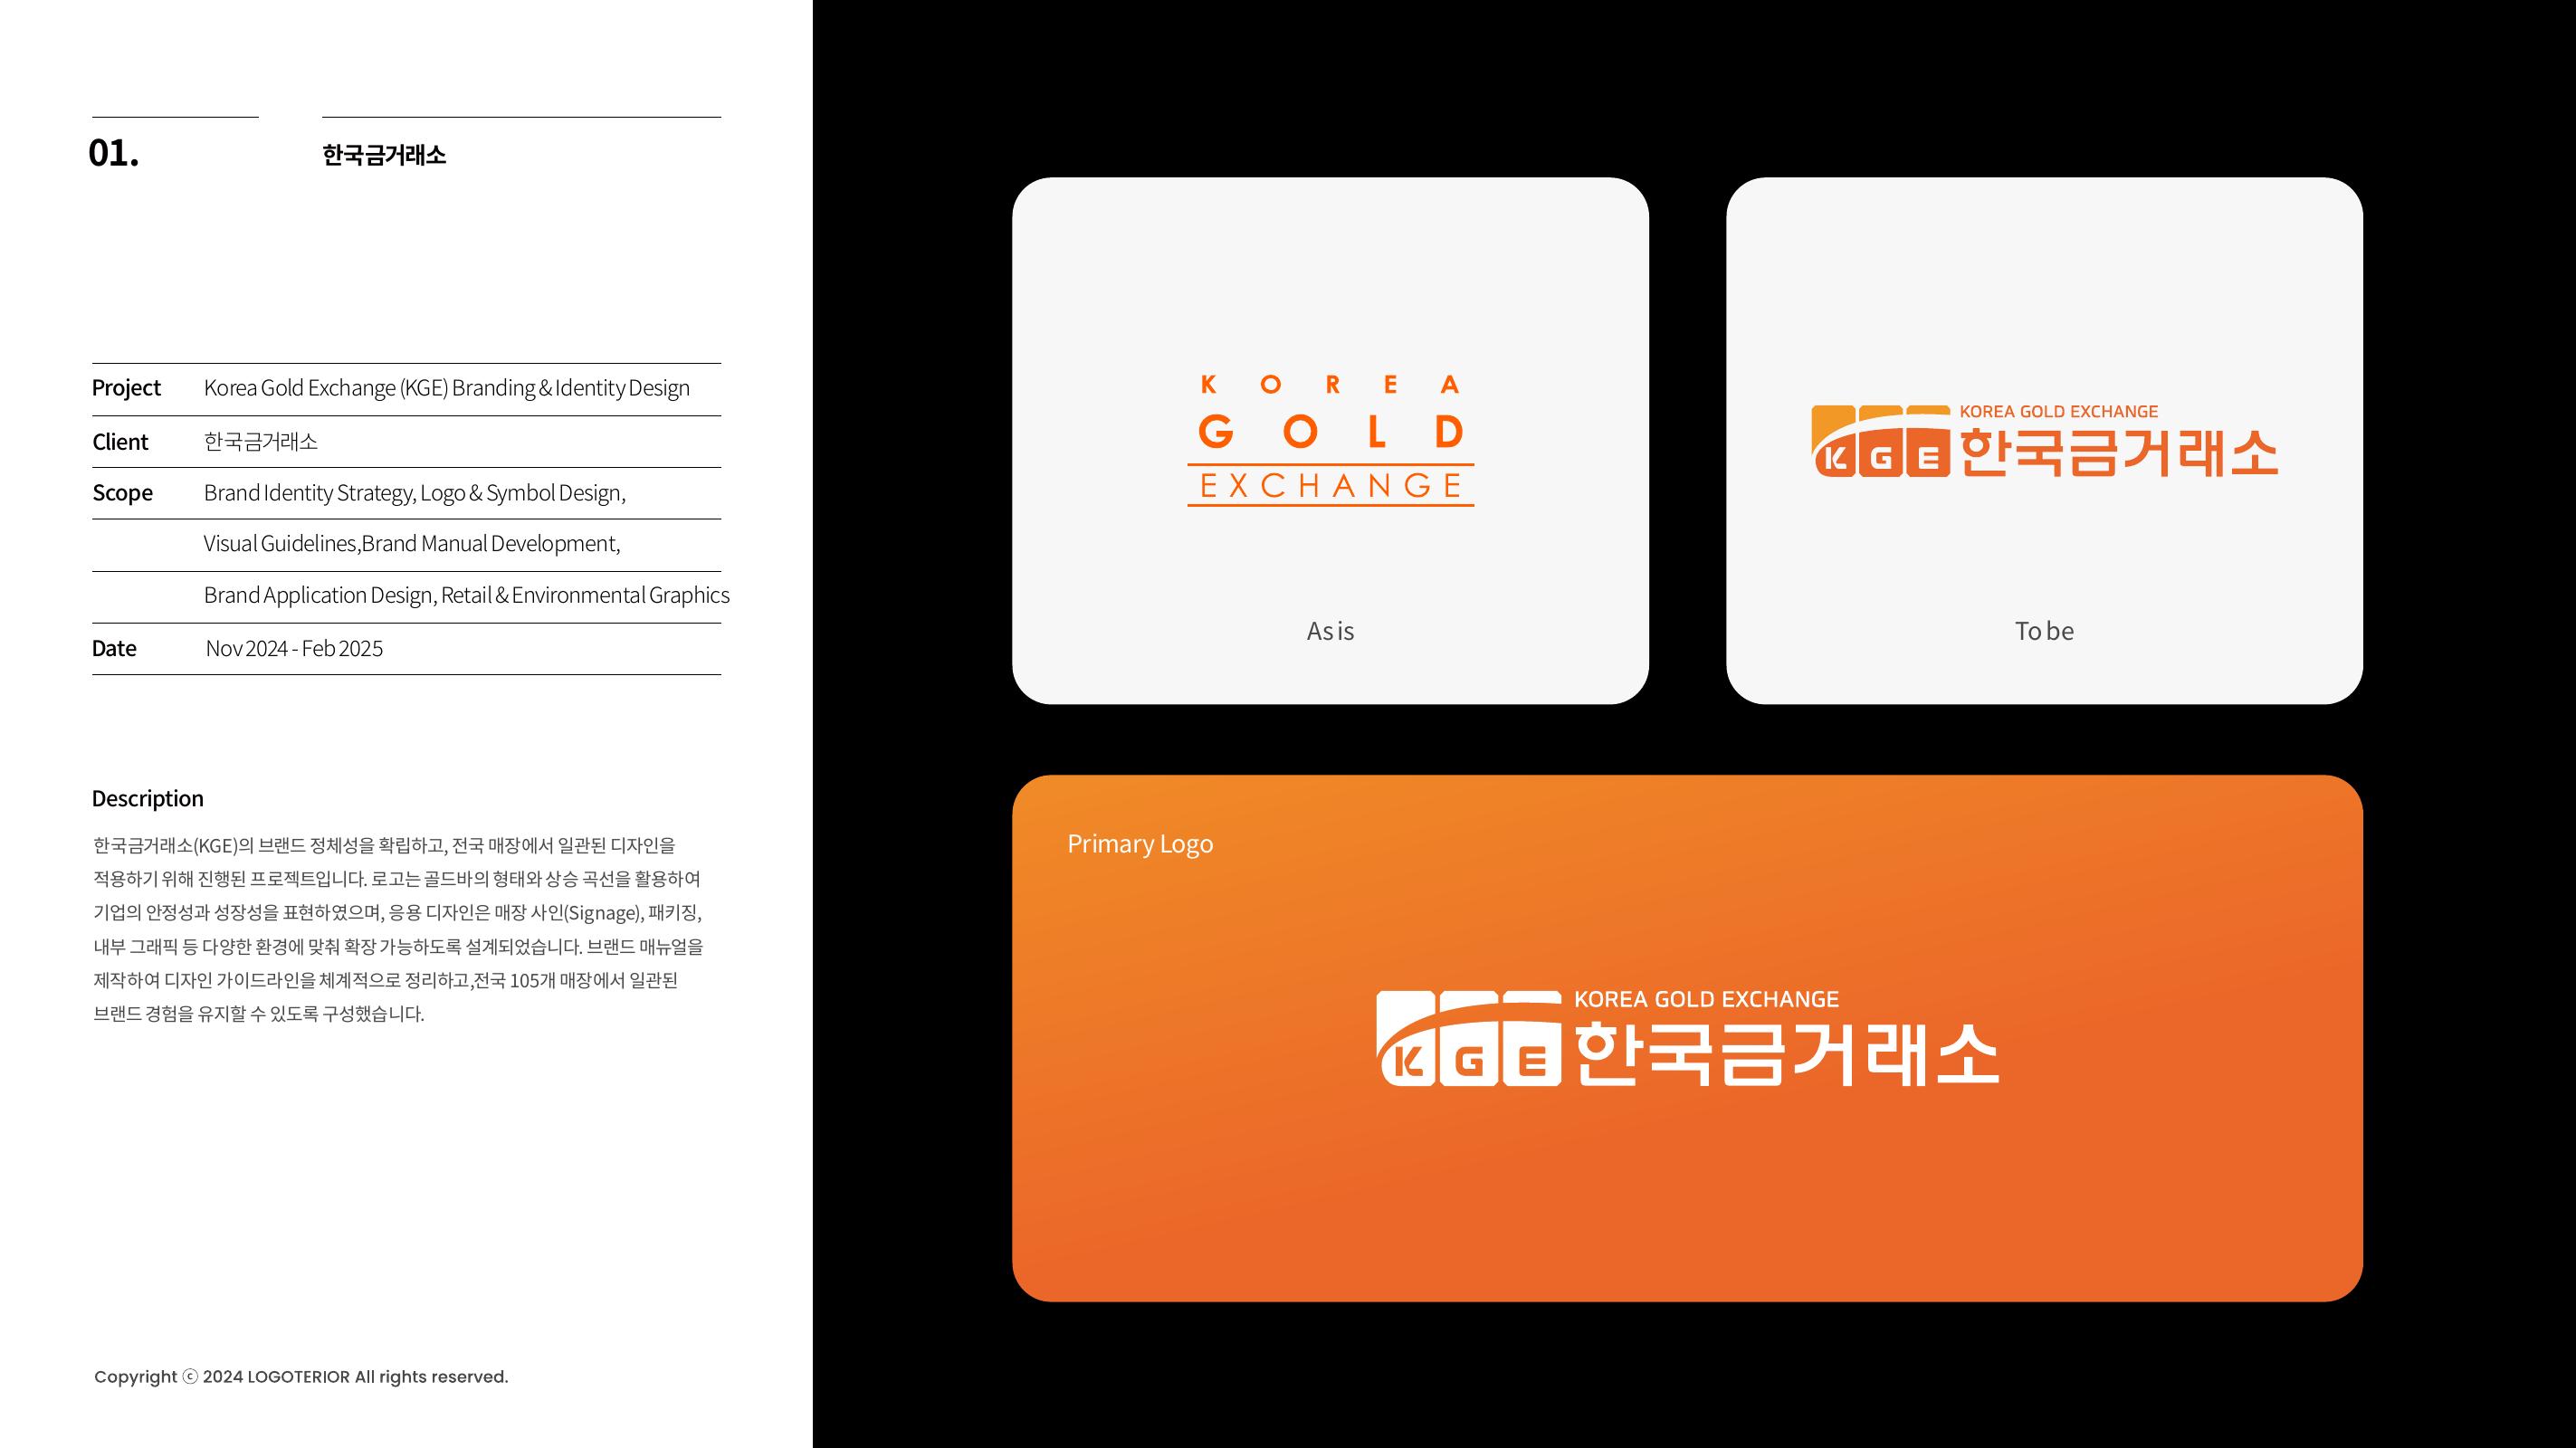 01.
한국금거래소
Project Korea Gold Exchange (KGE) Branding & Identity Design
Client 한국금거래소
Scope Brand Identity Strategy, Logo & Symbol Design,
Visual Guidelines,Brand Manual Development,
Brand Application Design, Retail & Environmental Graphics
Date Nov 2024 - Feb 2025
Description
한국금거래소(KGE)의 브랜드 정체성을 확립하고, 전국 매장에서 일관된 디자인을
적용하기 위해 진행된 프로젝트입니다. 로고는 골드바의 형태와 상승 곡선을 활용하여
기업의 안정성과 성장성을 표현하였으며, 응용 디자인은 매장 사인(Signage), 패키징,
내부 그래픽 등 다양한 환경에 맞춰 확장 가능하도록 설계되었습니다. 브랜드 매뉴얼을
제작하여 디자인 가이드라인을 체계적으로 정리하고,전국 105개 매장에서 일관된
브랜드 경험을 유지할 수 있도록 구성했습니다.
Copyright ⓒ 2024 LOGOTERIOR All rights reserved.
KOREA
GOLD
EXCHANGE
As is
KOREA GOLD EXCHANGE
KGE 한국금거래소
To be
Primary Logo
KOREA GOLD EXCHANGE
KGE 한국금거래소